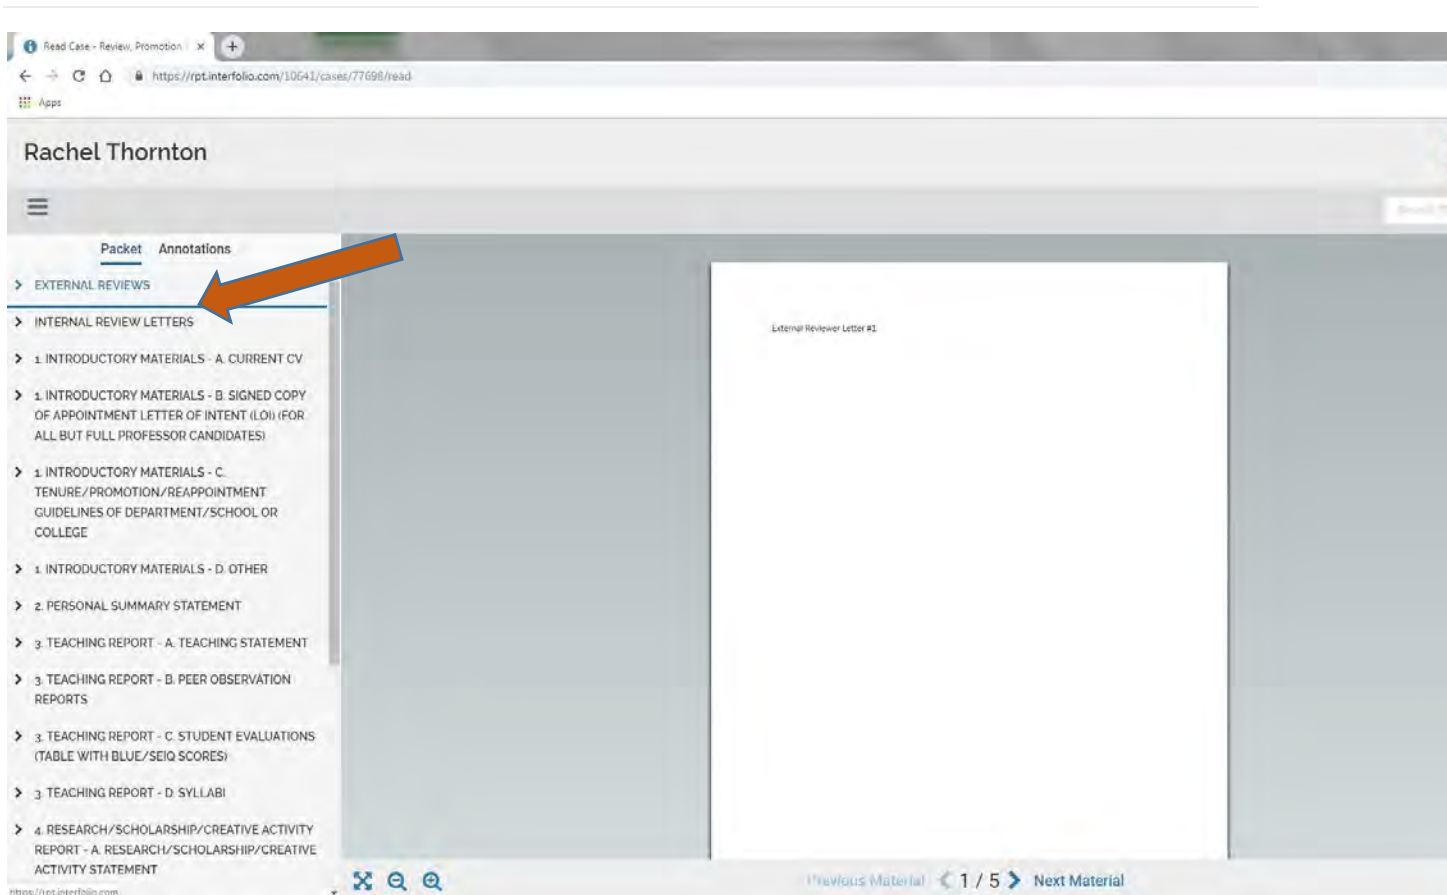 Read Case - Review, Promotion
https://rpt.interfolio.com/10641/cases/77698/read
Apps
Rachel Thornton
Packet Annotations
EXTERNAL REVIEWS
INTERNAL REVIEW LETTERS
1. INTRODUCTORY MATERIALS - A. CURRENT CV
1. INTRODUCTORY MATERIALS - B. SIGNED COPY
OF APPOINTMENT LETTER OF INTENT (LOI) (FOR
ALL BUT FULL PROFESSOR CANDIDATES)
1. INTRODUCTORY MATERIALS - C.
TENURE/PROMOTION/REAPPOINTMENT
GUIDELINES OF DEPARTMENT/SCHOOL OR
COLLEGE
1. INTRODUCTORY MATERIALS - D. OTHER
2. PERSONAL SUMMARY STATEMENT
3. TEACHING REPORT - A. TEACHING STATEMENT
3. TEACHING REPORT - B. PEER OBSERVATION
REPORTS
3. TEACHING REPORT - C. STUDENT EVALUATIONS
(TABLE WITH BLUE/SEIQ SCORES)
3. TEACHING REPORT - D. SYLLABI
4. RESEARCH/SCHOLARSHIP/CREATIVE ACTIVITY
REPORT - A. RESEARCH/SCHOLARSHIP/CREATIVE
ACTIVITY STATEMENT
https://rpt.interfolio.com
External Reviewer Letter #1
Previous Material 1 / 5 Next Material